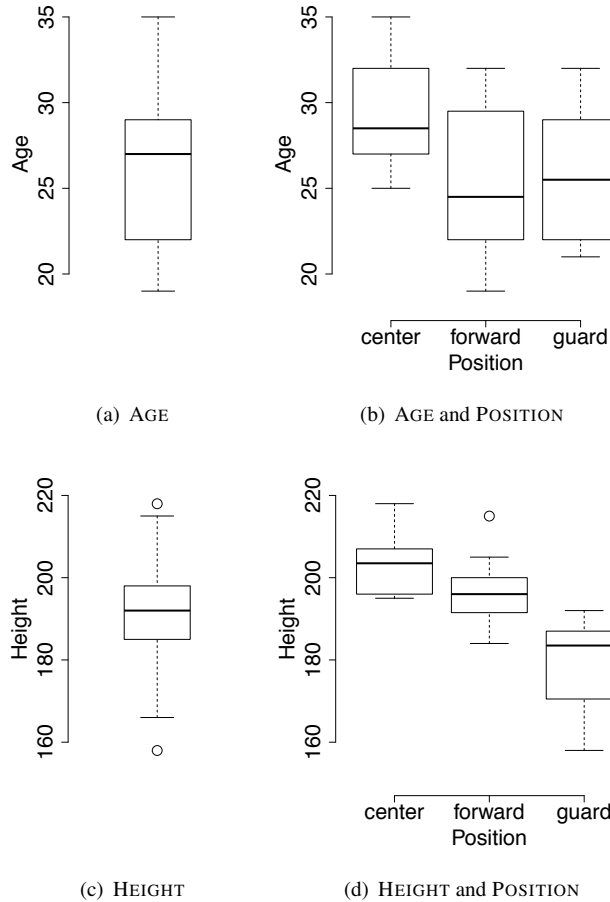 Age
35
30
25
20
(a) AGE
Age
35
30
25
20
center forward guard
Position
(b) AGE and POSITION
Height
220
200
180
160
(c) HEIGHT
Height
220
200
180
160
center forward guard
Position
(d) HEIGHT and POSITION